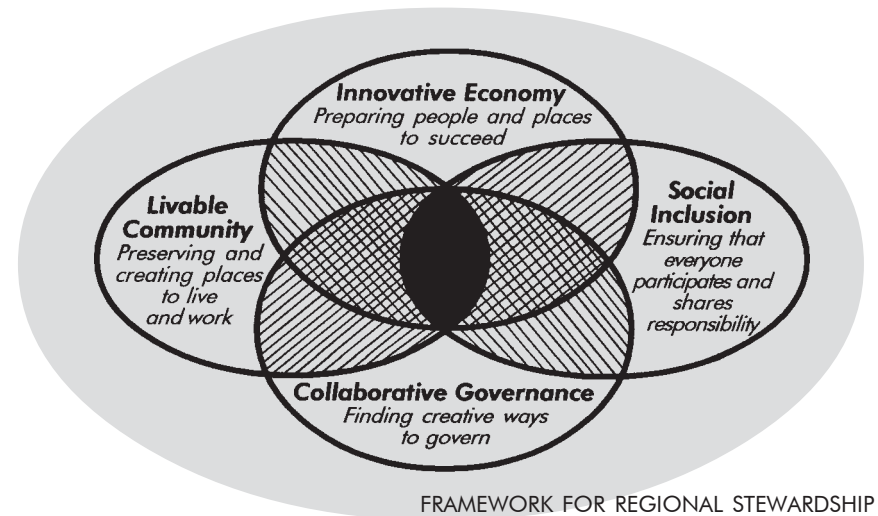 Innovative Economy
Preparing people and places
to succeed
Livable
Community
Preserving and
creating places
to live
and work
Social
Inclusion
Ensuring that
everyone
participates and
shares
responsibility
Collaborative Governance
Finding creative ways
to govern
FRAMEWORK FOR REGIONAL STEWARDSHIP